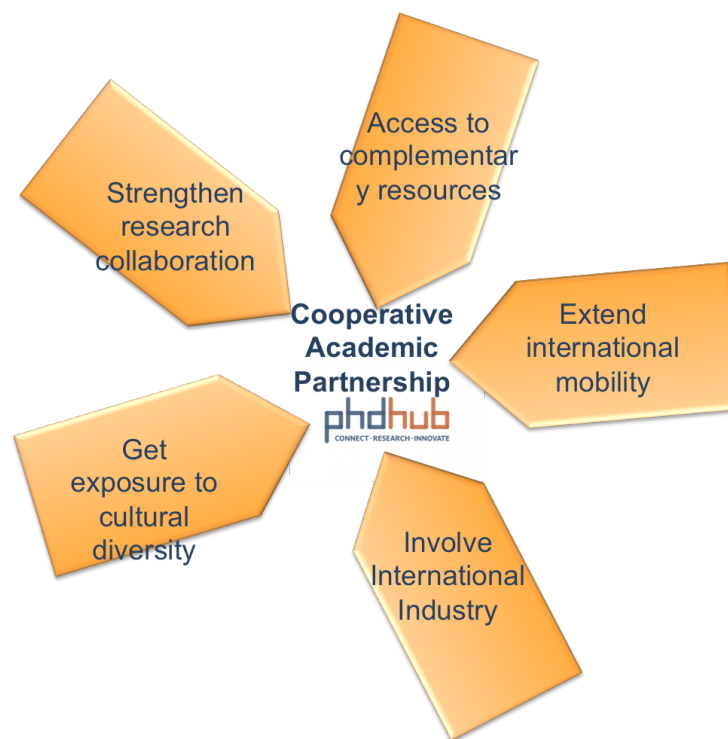 Access to
complementar
y resources
Strengthen
research
collaboration
Cooperative
Academic
Partnership
phdhub
CONNECT · RESEARCH · INNOVATE
Extend
international
mobility
Get
exposure to
cultural
diversity
Involve
International
Industry